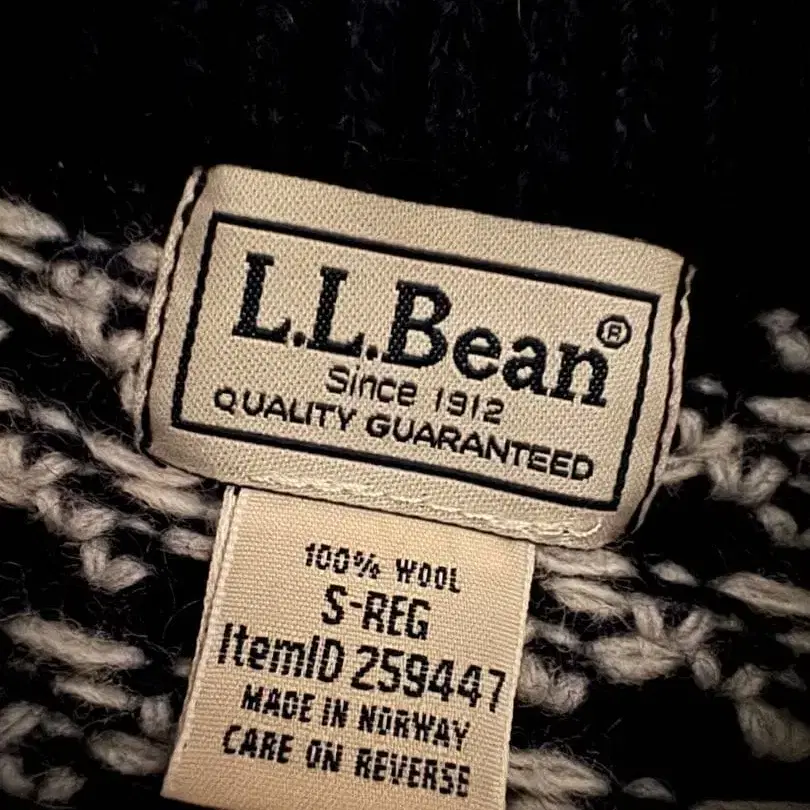 L.L.Bean®
Since 1912
QUALITY GUARANTEED
100% WOOL
S-REG
ItemID 259447
MADE IN NORWAY
CARE ON REVERSE